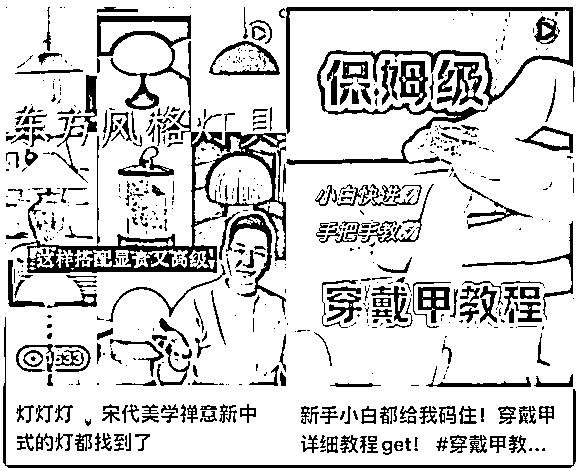 东方风格灯具
这样搭配显贵又高级
1533
灯灯灯，宋代美学禅意新中
式的灯都找到了
保姆级
小白快进
手把手教
穿戴甲教程
新手小白都给我码住！穿戴甲
详细教程get！ #穿戴甲教...